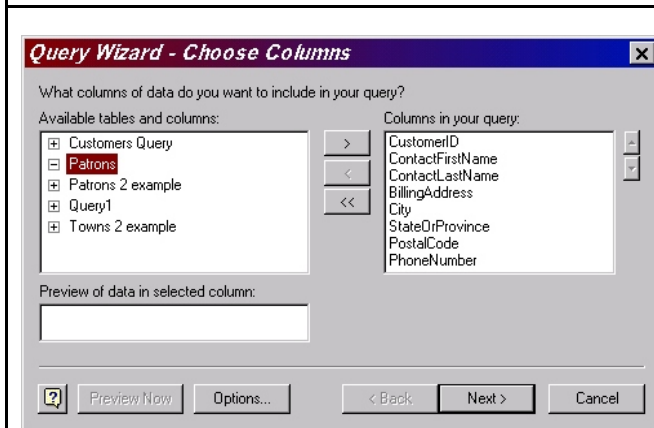 Query Wizard - Choose Columns
What columns of data do you want to include in your query?
Available tables and columns:
Customers Query
Patrons
Patrons 2 example
Query1
Towns 2 example
>
<
<<
Columns in your query:
CustomerID
ContactFirstName
ContactLastName
BillingAddress
City
StateOrProvince
PostalCode
PhoneNumber
Preview of data in selected column:
Preview Now
Options...
< Back
Next >
Cancel